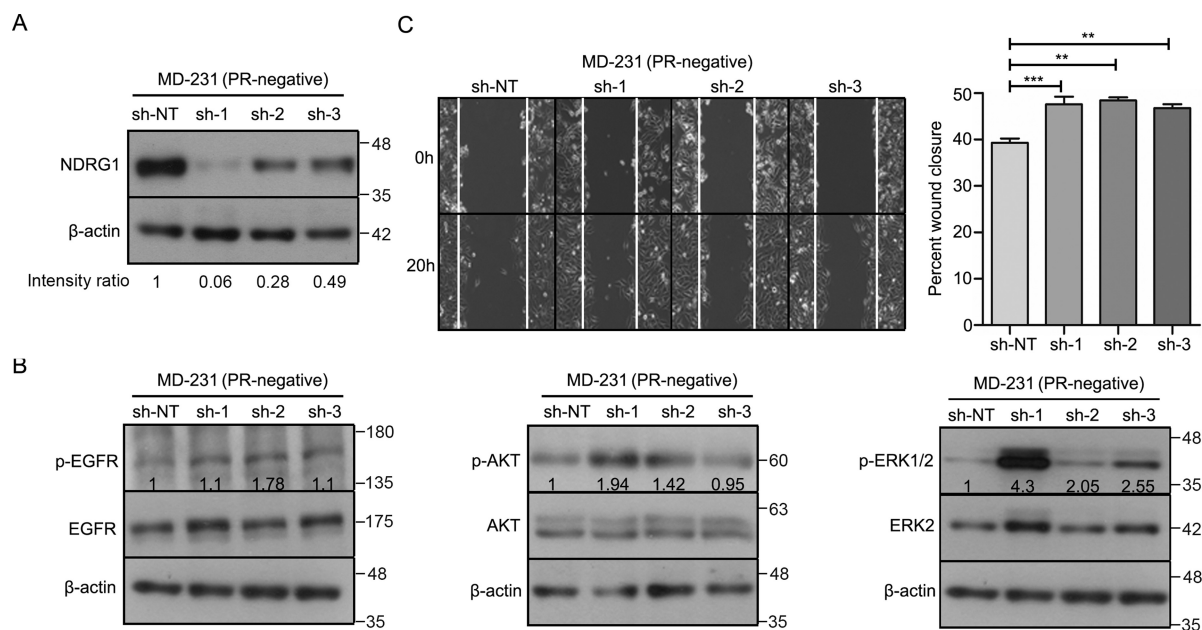 A
MD-231 (PR-negative)
sh-NT sh-1 sh-2 sh-3
NDRG1
48
35
β-actin
42
Intensity ratio 1 0.06 0.28 0.49
C
MD-231 (PR-negative)
sh-NT sh-1 sh-2 sh-3
0h
20h
**
**
***
Percent wound closure
50
40
30
20
10
0
sh-NT sh-1 sh-2 sh-3
B
MD-231 (PR-negative)
sh-NT sh-1 sh-2 sh-3
p-EGFR
180
1 1.1 1.78 1.1
135
EGFR
175
β-actin
48
35
MD-231 (PR-negative)
sh-NT sh-1 sh-2 sh-3
p-AKT
60
1 1.94 1.42 0.95
AKT
63
β-actin
48
35
MD-231 (PR-negative)
sh-NT sh-1 sh-2 sh-3
p-ERK1/2
48
1 4.3 2.05 2.55
35
ERK2
42
β-actin
48
35